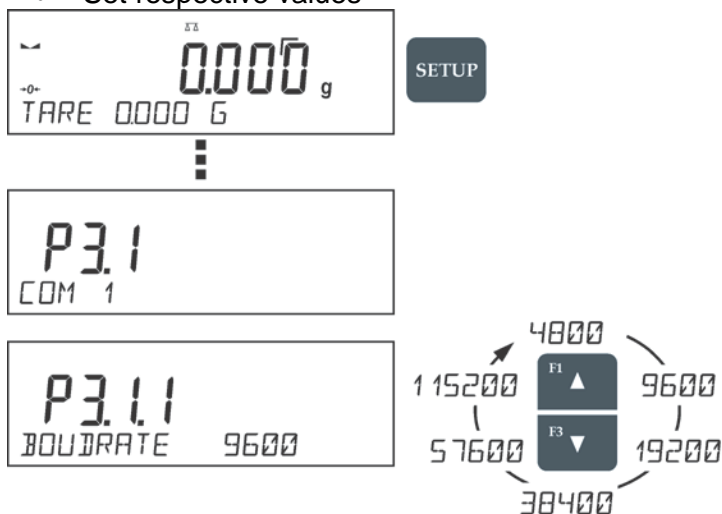 Set respective values
0.000 g
→0←
TARE 0.000 G
SETUP
P3.1
COM 1
P3.1.1
BOUDRATE 9600
4800
9600
19200
38400
57600
115200
F1
F3